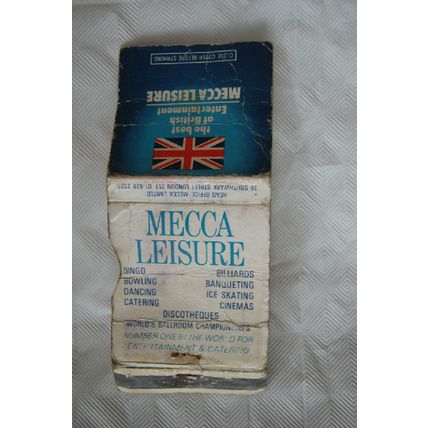 CLOSE COVER BEFORE STRIKING
the best
of British
Entertainment
MECCA LEISURE
HEAD OFFICE: MECCA LIMITED
76 SOUTHWARK STREET LONDON SE1 01-928 2323
MECCA
LEISURE
BINGO BILLIARDS
BOWLING BANQUETING
DANCING ICE SKATING
CATERING CINEMAS
DISCOTHEQUES
WORLD'S BALLROOM CHAMPIONSHIPS
NUMBER ONE IN THE WORLD FOR
ENTERTAINMENT & CATERING